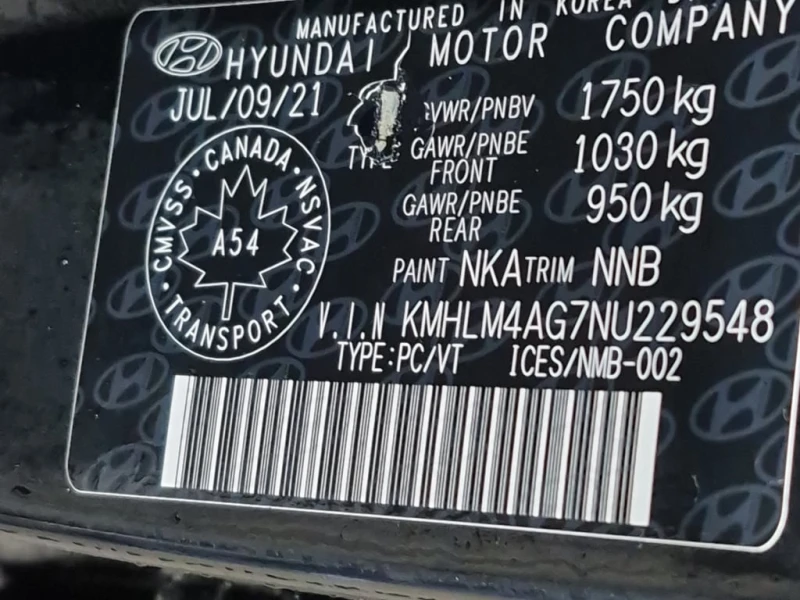 MANUFACTURED IN KOREA
HYUNDAI MOTOR COMPANY
JUL/09/21
VWR/PNBV 1750 kg
TYPE
GAWR/PNBE FRONT 1030 kg
GAWR/PNBE REAR 950 kg
CMVSS · CANADA · NSVAC · TRANSPORT ·
A54
PAINT NKA TRIM NNB
V.I.N KMHLM4AG7NU229548
TYPE:PC/VT ICES/NMB-002